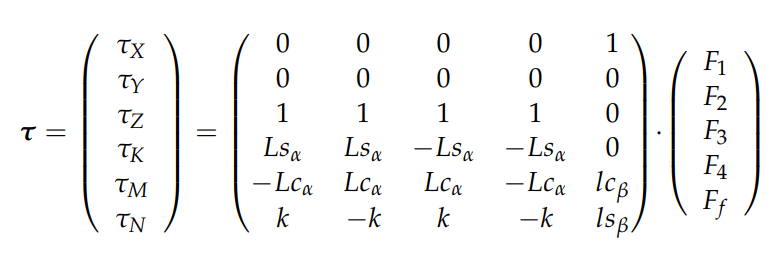 τ = ( τ_X τ_Y τ_Z τ_K τ_M τ_N ) = ( 0 0 0 0 1
0 0 0 0 0
1 1 1 1 0
Ls_α Ls_α −Ls_α −Ls_α 0
−Lc_α Lc_α Lc_α −Lc_α lc_β
k −k k −k ls_β ) · ( F_1 F_2 F_3 F_4 F_f )